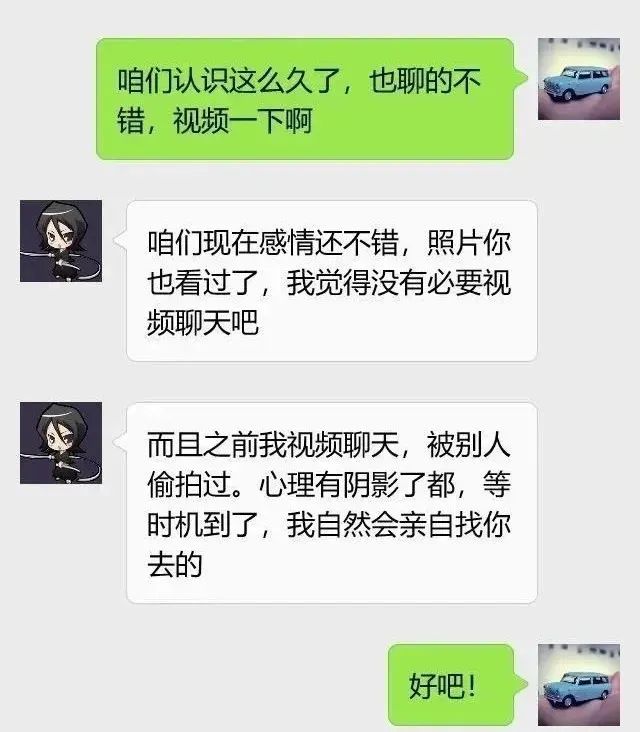 咱们认识这么久了，也聊的不
错，视频一下啊
咱们现在感情还不错，照片你
也看过了，我觉得没有必要视
频聊天吧
而且之前我视频聊天，被别人
偷拍过。心理有阴影了都，等
时机到了，我自然会亲自找你
去的
好吧！